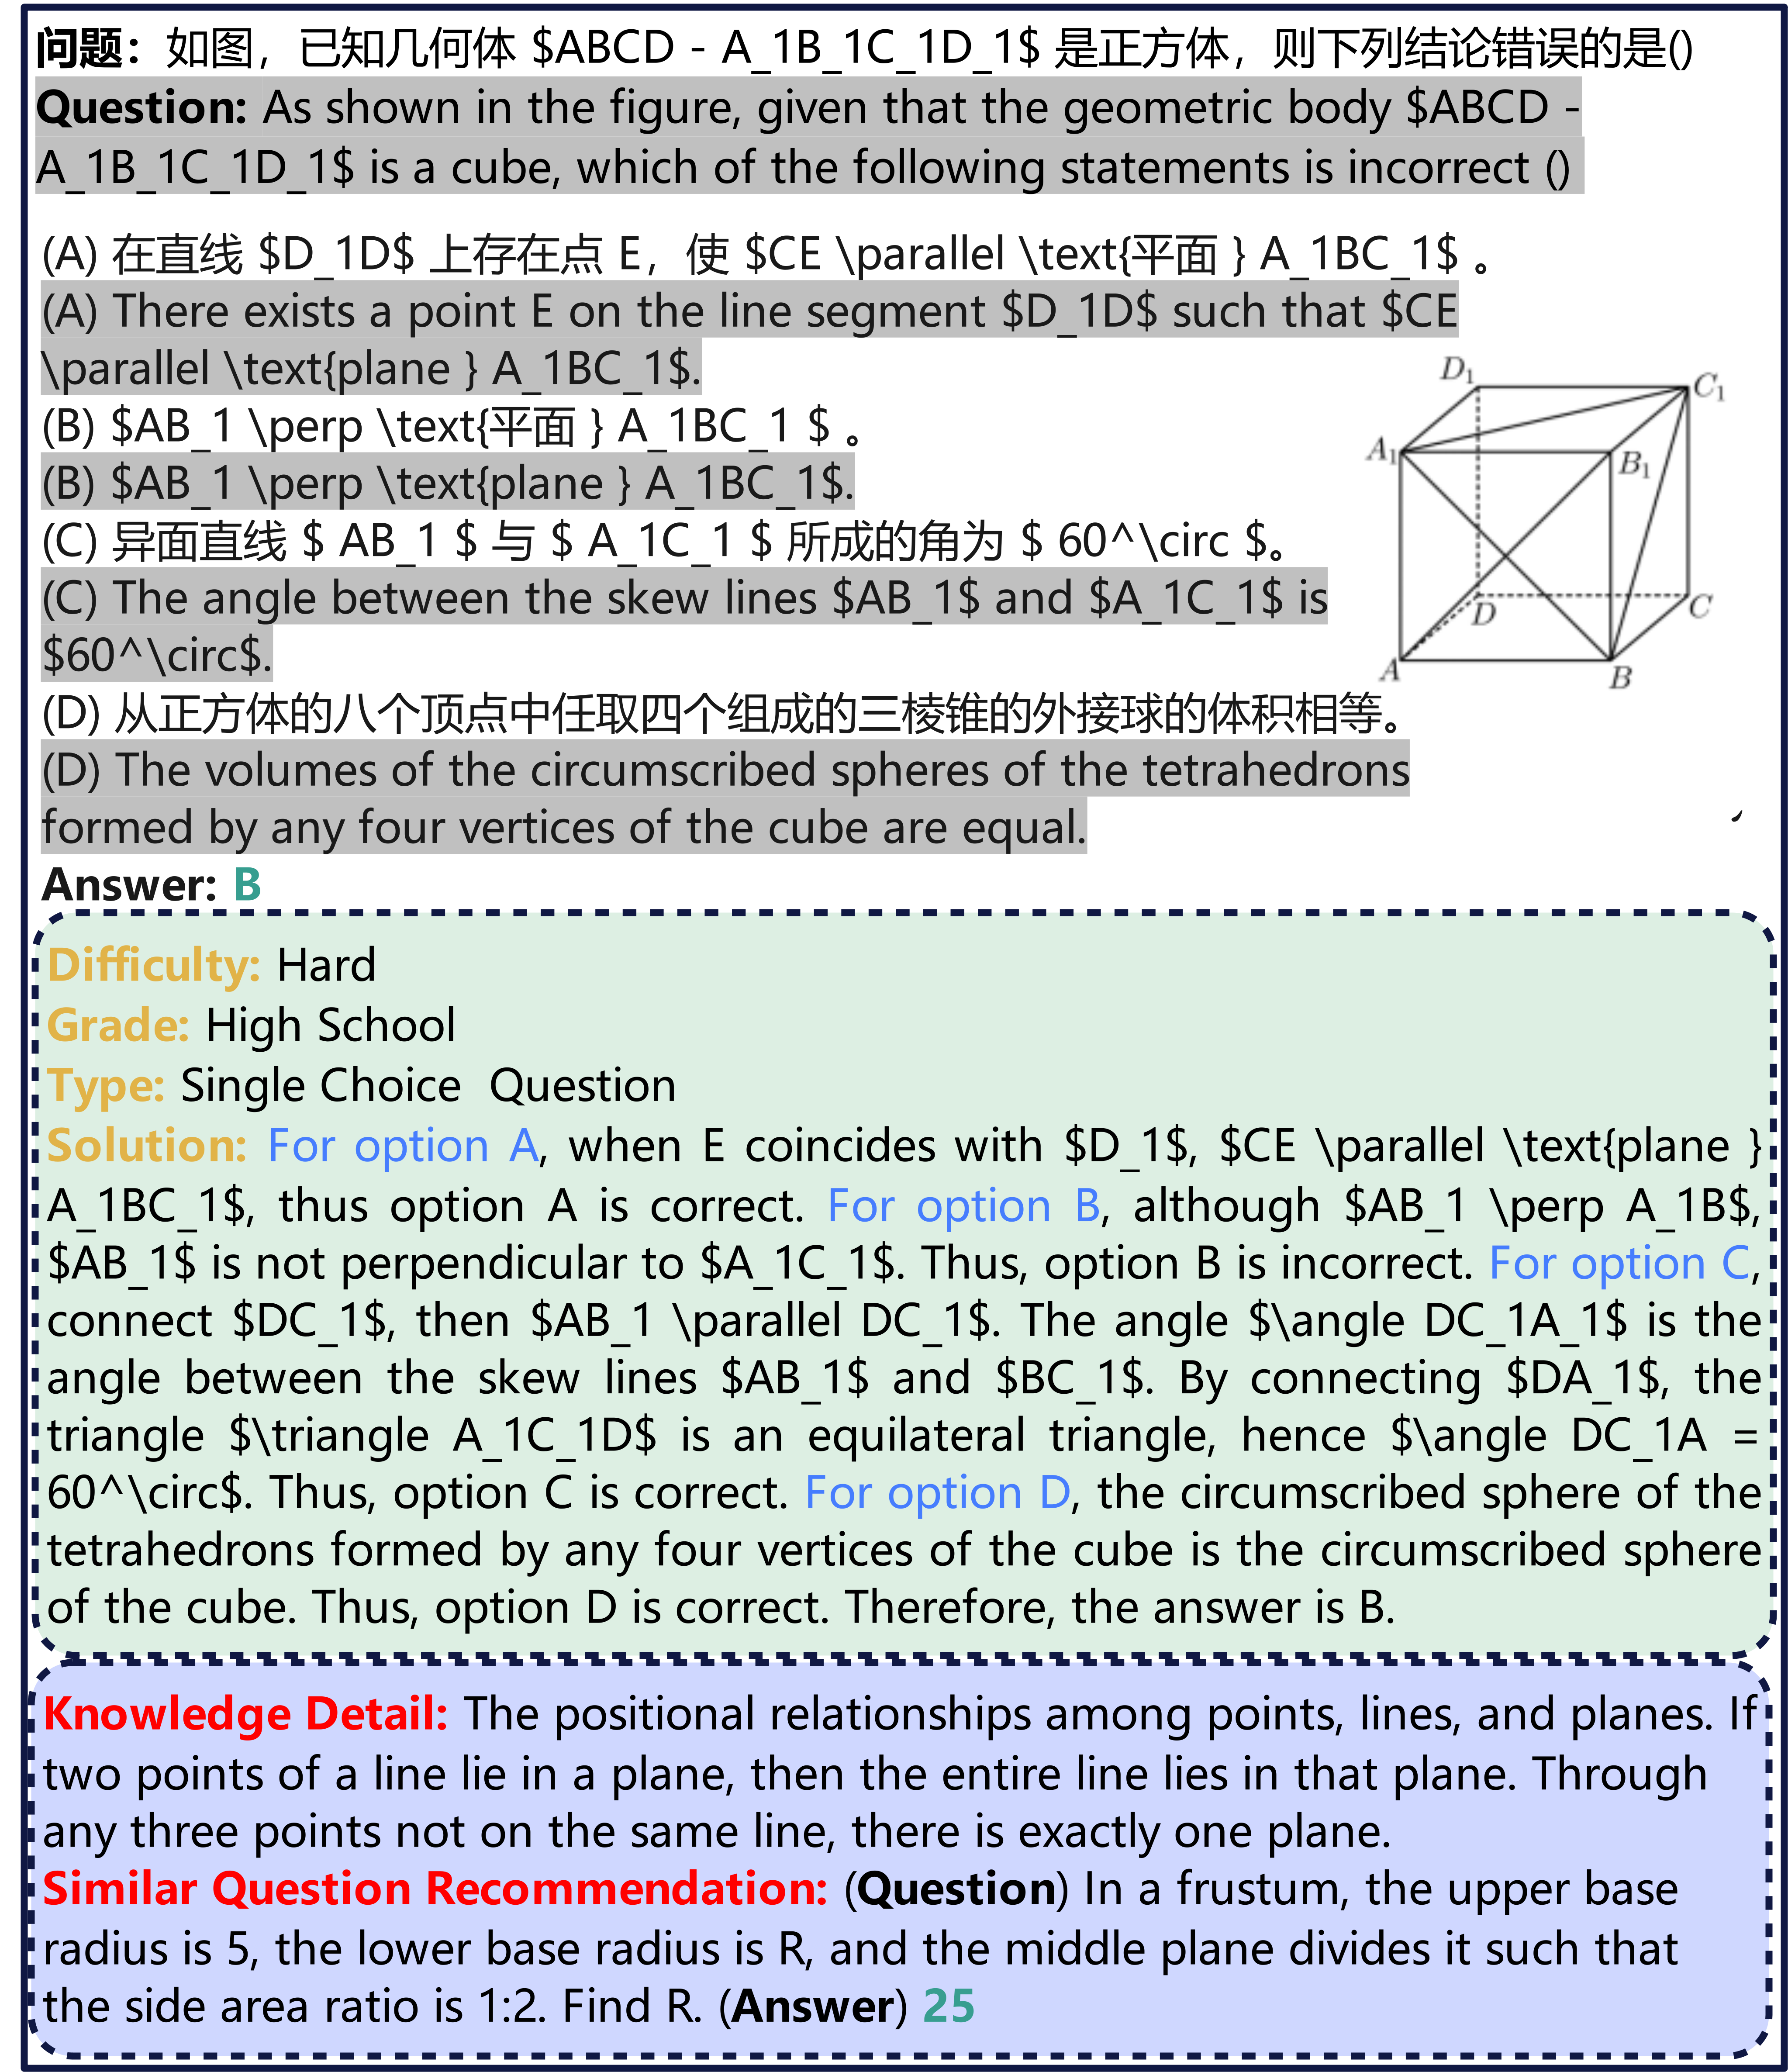 问题：如图，已知几何体 $ABCD - A_1B_1C_1D_1$ 是正方体，则下列结论错误的是()
Question: As shown in the figure, given that the geometric body $ABCD -
A_1B_1C_1D_1$ is a cube, which of the following statements is incorrect ()
(A) 在直线 $D_1D$ 上存在点 E，使 $CE \parallel \text{平面 } A_1BC_1$ 。
(A) There exists a point E on the line segment $D_1D$ such that $CE
\parallel \text{plane } A_1BC_1$.
(B) $AB_1 \perp \text{平面 } A_1BC_1 $ 。
(B) $AB_1 \perp \text{plane } A_1BC_1$.
(C) 异面直线 $ AB_1 $ 与 $ A_1C_1 $ 所成的角为 $ 60^\circ $。
(C) The angle between the skew lines $AB_1$ and $A_1C_1$ is
$60^\circ$.
(D) 从正方体的八个顶点中任取四个组成的三棱锥的外接球的体积相等。
(D) The volumes of the circumscribed spheres of the tetrahedrons
formed by any four vertices of the cube are equal.
D1
C1
A1
B1
D
C
A
B
Answer: B
Difficulty: Hard
Grade: High School
Type: Single Choice Question
Solution: For option A, when E coincides with $D_1$, $CE \parallel \text{plane }
A_1BC_1$, thus option A is correct. For option B, although $AB_1 \perp A_1B$,
$AB_1$ is not perpendicular to $A_1C_1$. Thus, option B is incorrect. For option C,
connect $DC_1$, then $AB_1 \parallel DC_1$. The angle $\angle DC_1A_1$ is the
angle between the skew lines $AB_1$ and $BC_1$. By connecting $DA_1$, the
triangle $\triangle A_1C_1D$ is an equilateral triangle, hence $\angle DC_1A =
60^\circ$. Thus, option C is correct. For option D, the circumscribed sphere of the
tetrahedrons formed by any four vertices of the cube is the circumscribed sphere
of the cube. Thus, option D is correct. Therefore, the answer is B.
Knowledge Detail: The positional relationships among points, lines, and planes. If
two points of a line lie in a plane, then the entire line lies in that plane. Through
any three points not on the same line, there is exactly one plane.
Similar Question Recommendation: (Question) In a frustum, the upper base
radius is 5, the lower base radius is R, and the middle plane divides it such that
the side area ratio is 1:2. Find R. (Answer) 25